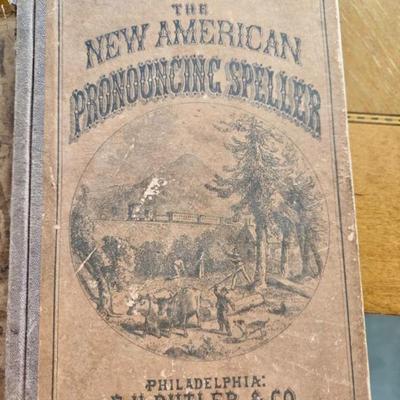 THE
NEW AMERICAN
PRONOUNCING SPELLER
PHILADELPHIA:
E.H. BUTLER & CO.